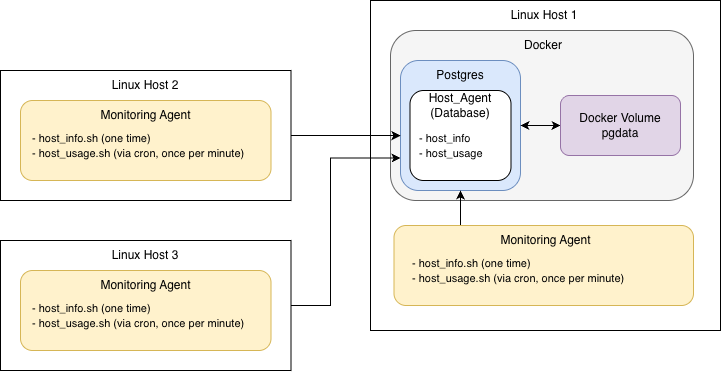 Linux Host 1
Docker
Postgres
Host_Agent
(Database)
- host_info
- host_usage
Docker Volume
pgdata
Monitoring Agent
- host_info.sh (one time)
- host_usage.sh (via cron, once per minute)
Linux Host 2
Monitoring Agent
- host_info.sh (one time)
- host_usage.sh (via cron, once per minute)
Linux Host 3
Monitoring Agent
- host_info.sh (one time)
- host_usage.sh (via cron, once per minute)